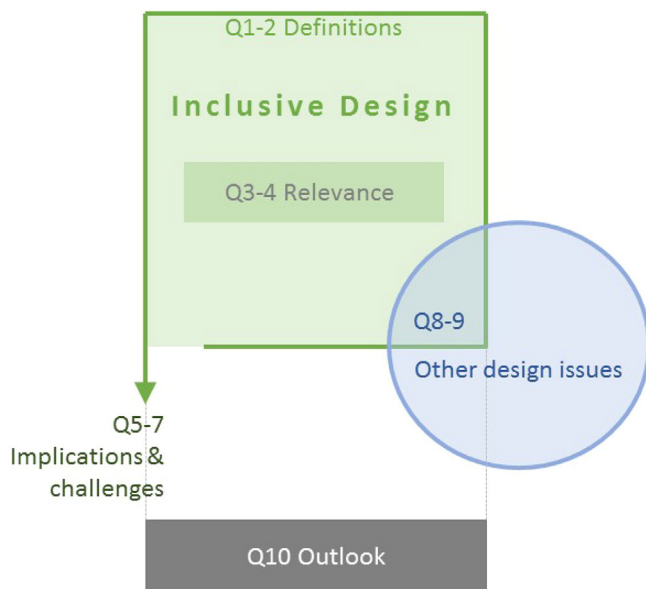 Q1-2 Definitions
Inclusive Design
Q3-4 Relevance
Q8-9
Other design issues
Q5-7
Implications &
challenges
Q10 Outlook